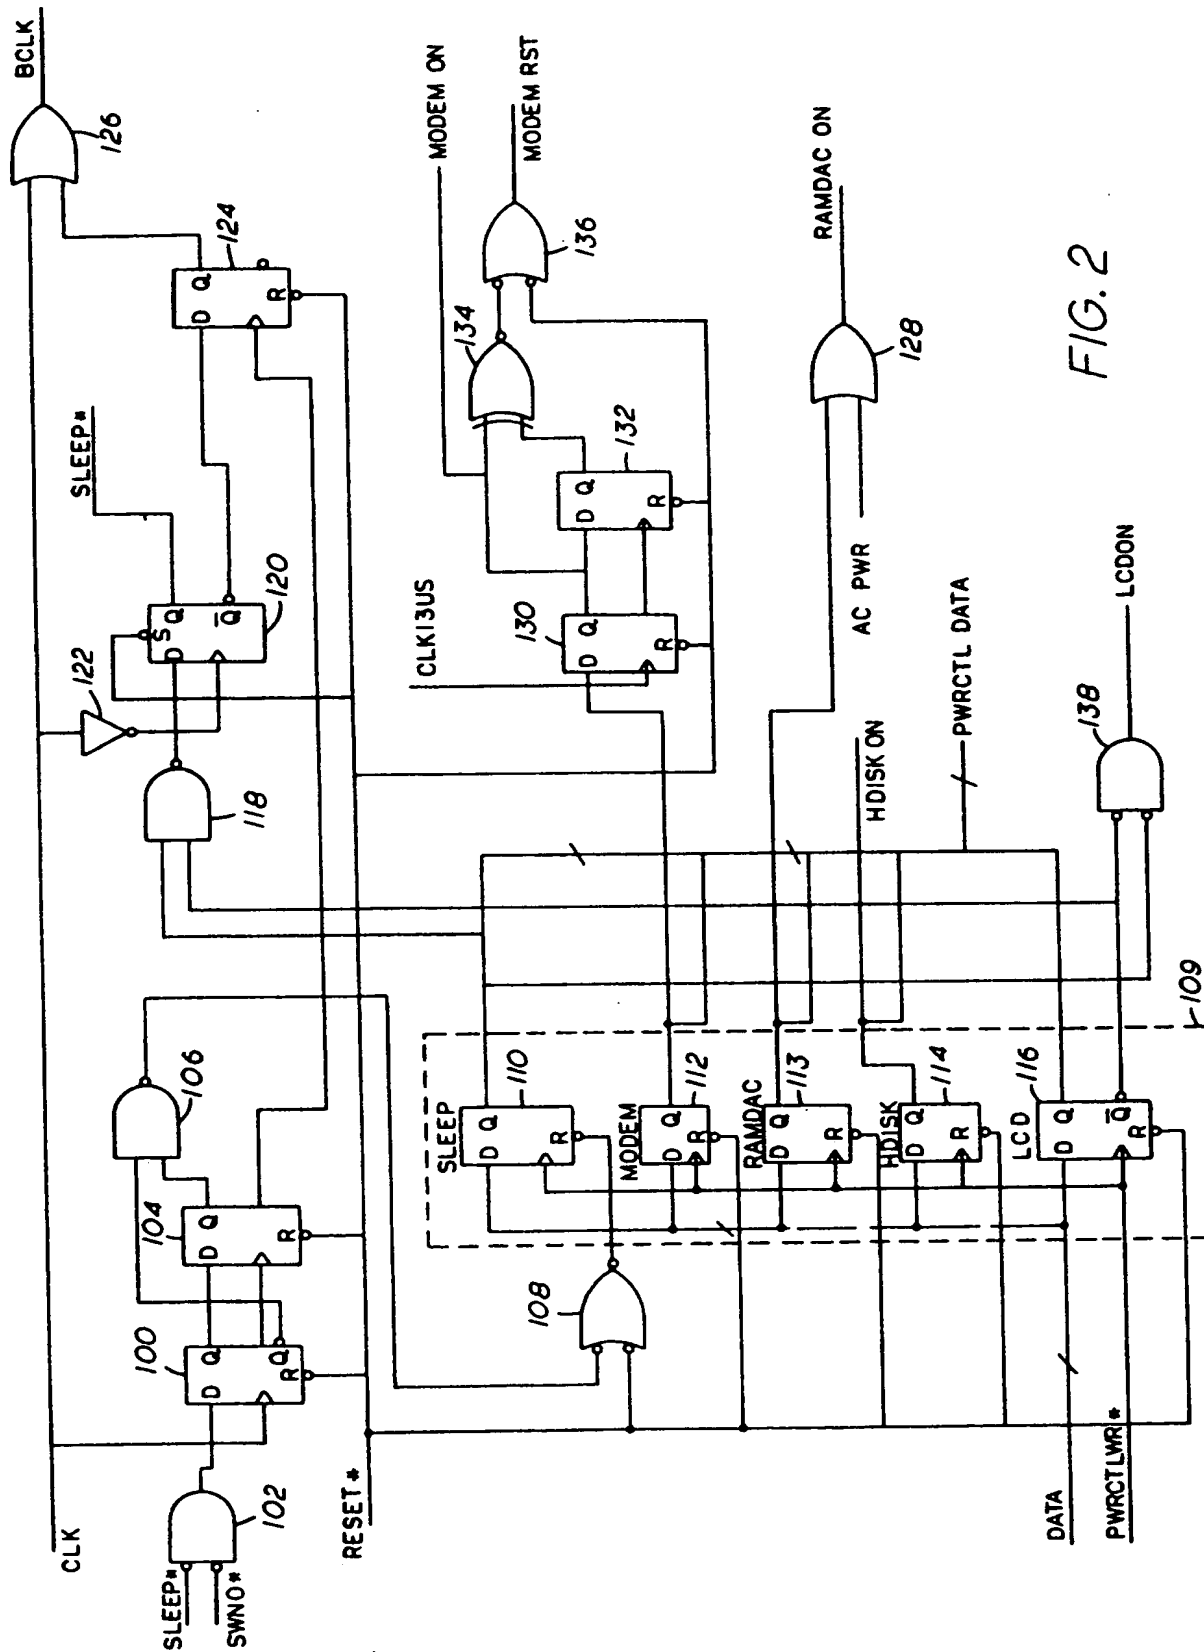 BCLK
126
MODEM ON
MODEM RST
124
136
RAMDAC ON
134
SLEEP*
132
128
FIG. 2
D Q
R
D Q
R
120
S
D Q
Q
122
CLK13US
130
D Q
R
AC PWR
LCDON
118
HDISK ON
PWRCTL DATA
138
109
106
SLEEP
110
D Q
R
MODEM
112
D Q
R
RAMDAC
113
D Q
R
HDISK
114
D Q
R
LCD
116
D Q
Q
R
104
D Q
R
108
100
D Q
Q
R
CLK
102
SLEEP*
SWNO*
RESET*
DATA
PWRCTLWR*